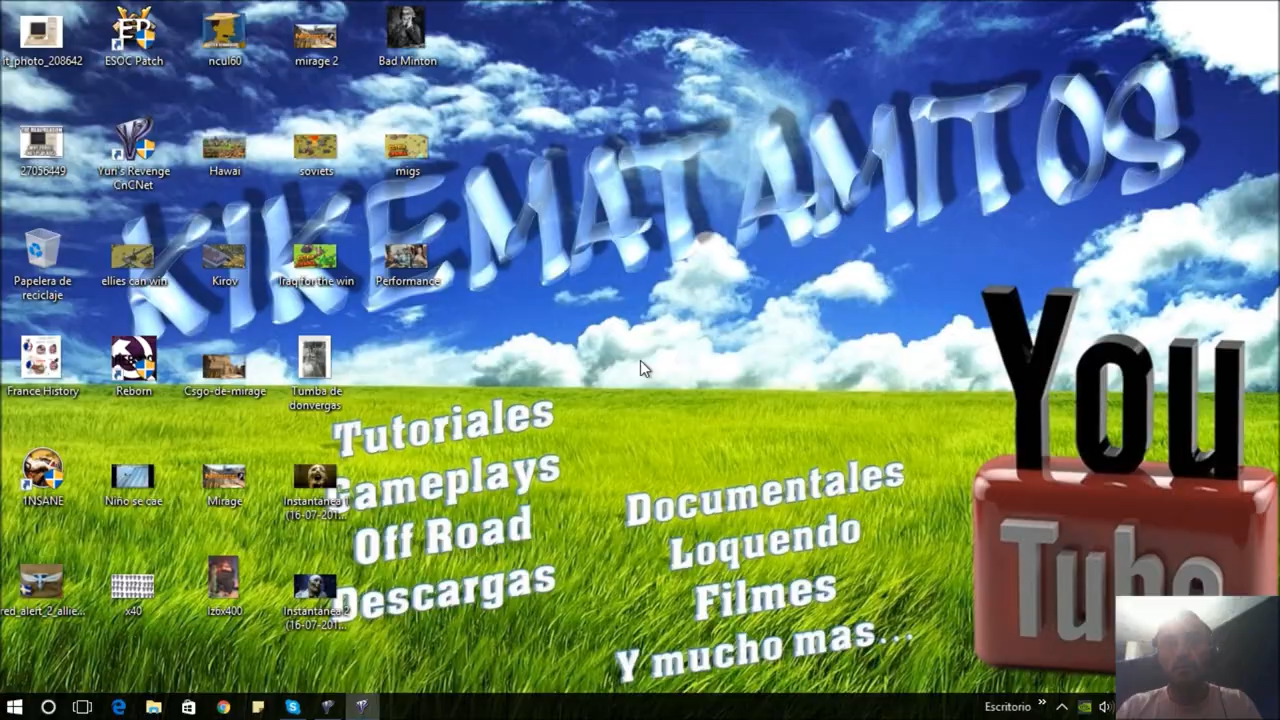 it_photo_208642
ESOC Patch
ncul60
mirage 2
Bad Minton
27056449
Yuri's Revenge
CnCNet
Hawai
soviets
migs
KIKEMATAMITOS
Papelera de
reciclaje
ellies can win
Kirov
Iraq for the win
Performance
France History
Reborn
Csgo-de-mirage
Tumba de
donvergas
1NSANE
Niño se cae
Mirage
Instantánea 1
(16-07-201...
red_alert_2_allie...
x40
Izox400
Instantánea 2
(16-07-201...
Tutoriales
Gameplays
Off Road
Descargas
Documentales
Loquendo
Filmes
Y mucho mas...
You
Tube
Escritorio